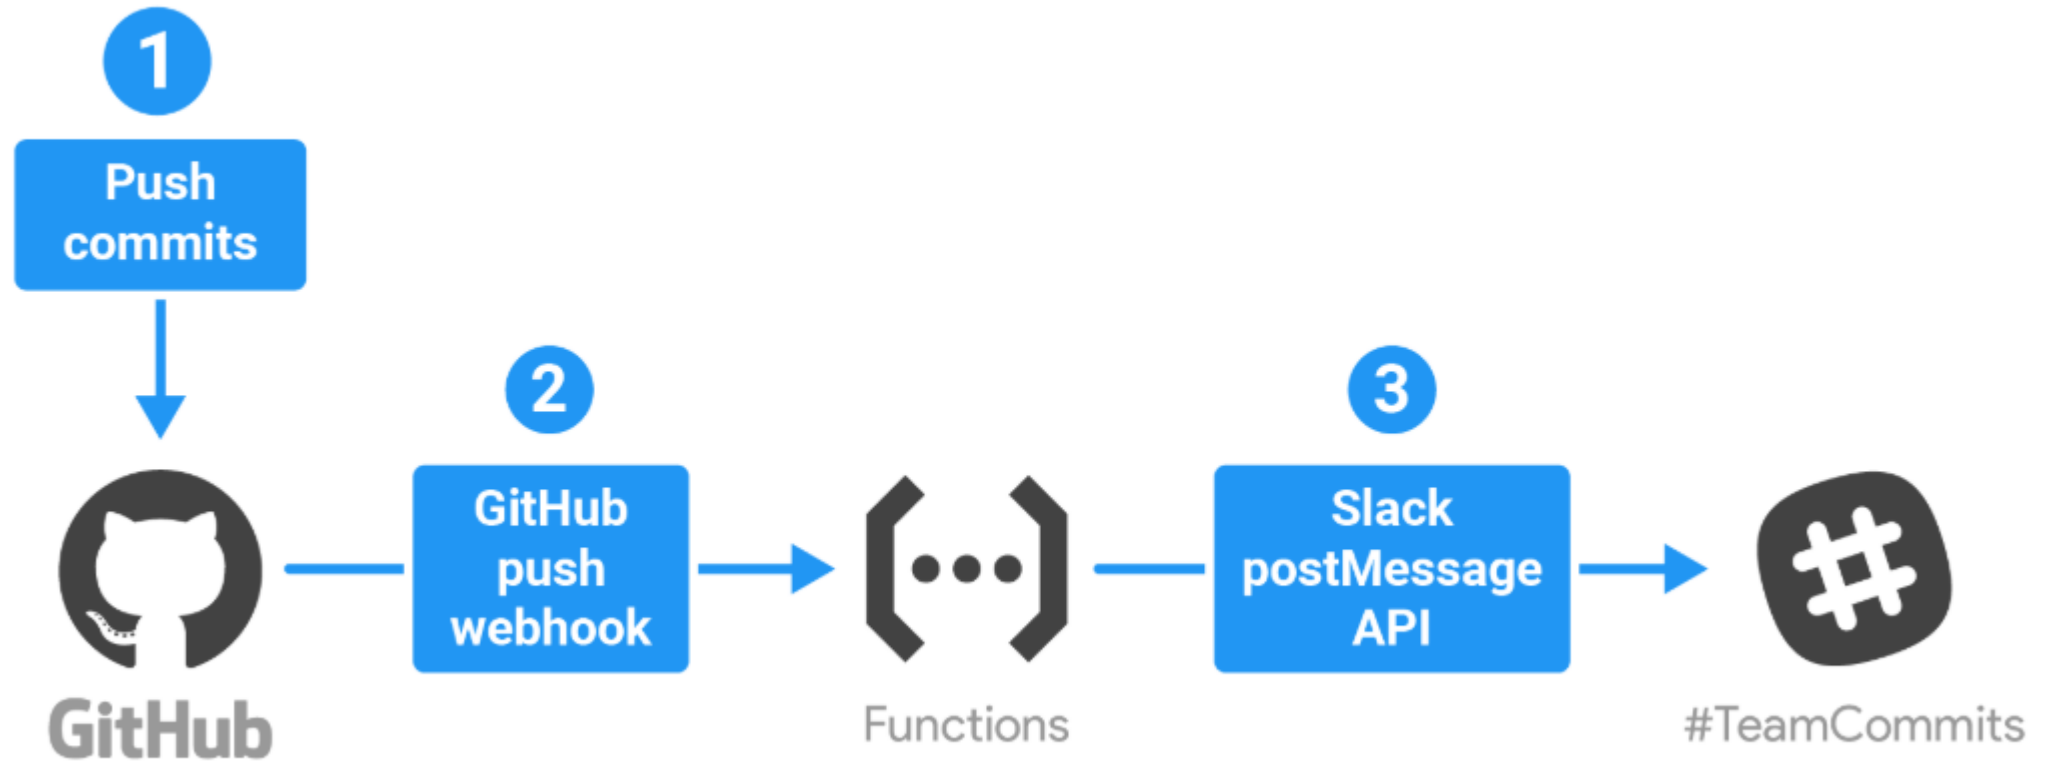 1
Push
commits
2
GitHub
push
webhook
3
Slack
postMessage
API
GitHub
Functions
#TeamCommits